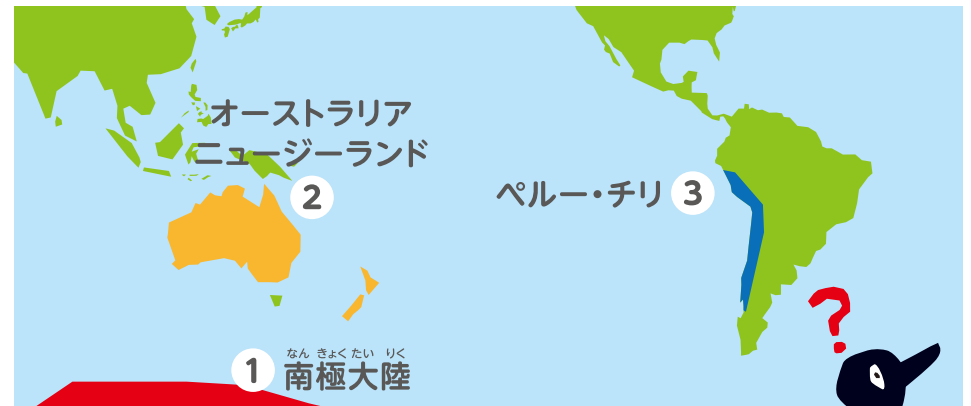 オーストラリア
ニュージーランド
2
ペルー・チリ 3
?
なんきょくたいりく
1 南極大陸